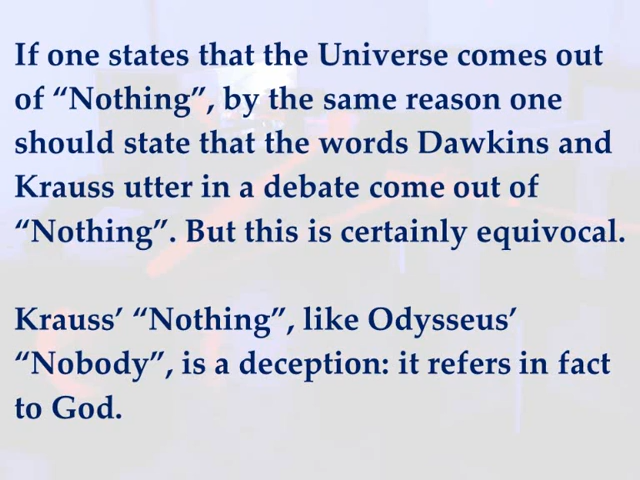 If one states that the Universe comes out
of “Nothing”, by the same reason one
should state that the words Dawkins and
Krauss utter in a debate come out of
“Nothing”. But this is certainly equivocal.
Krauss’ “Nothing”, like Odysseus’
“Nobody”, is a deception: it refers in fact
to God.